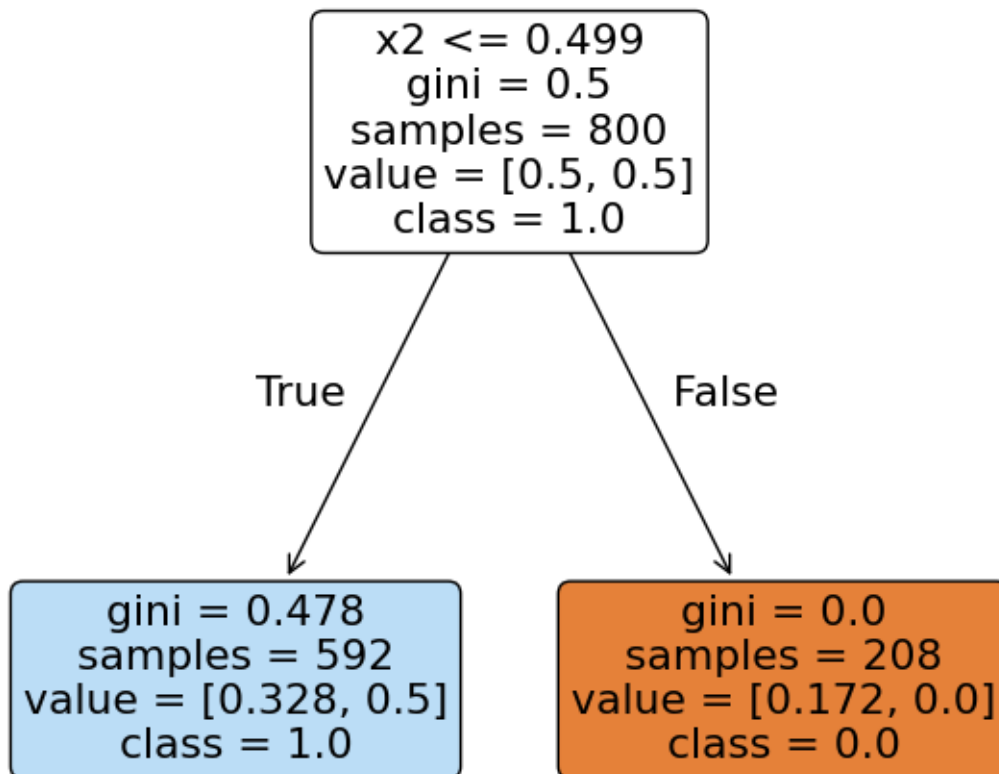 x2 <= 0.499
gini = 0.5
samples = 800
value = [0.5, 0.5]
class = 1.0
True
False
gini = 0.478
samples = 592
value = [0.328, 0.5]
class = 1.0
gini = 0.0
samples = 208
value = [0.172, 0.0]
class = 0.0